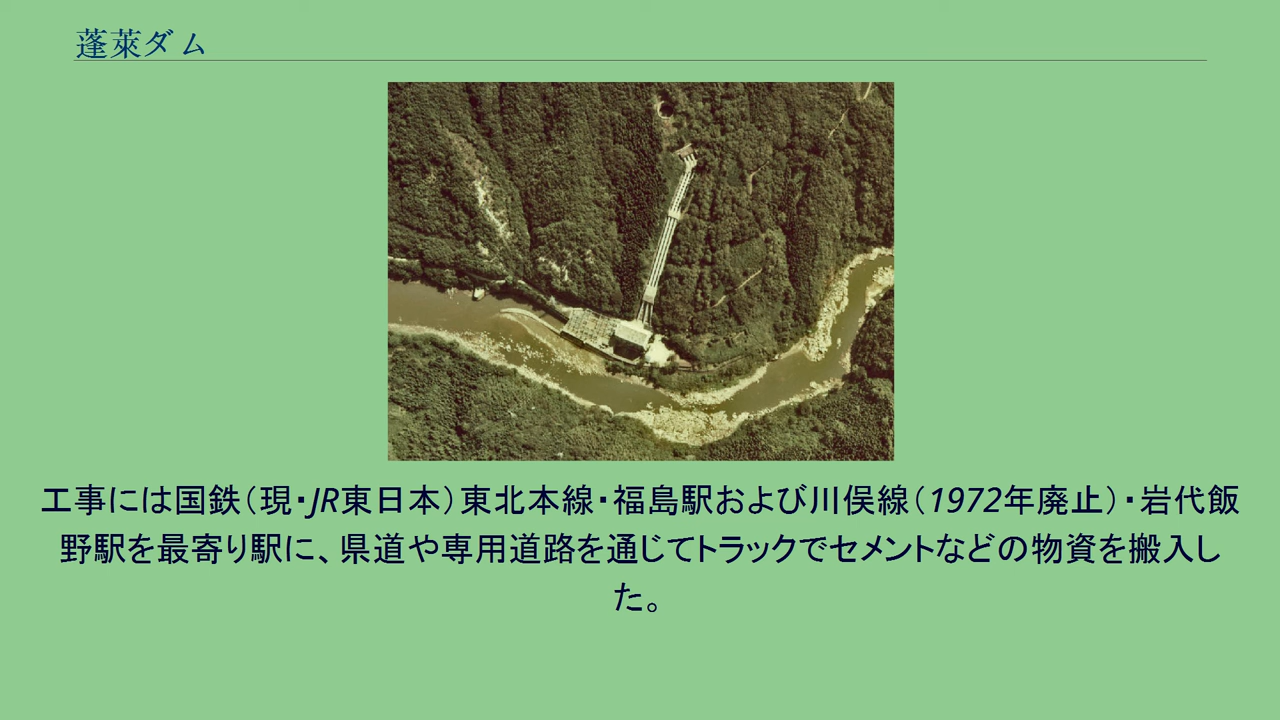 蓬萊ダム
工事には国鉄（現・JR東日本）東北本線・福島駅および川俣線（1972年廃止）・岩代飯
野駅を最寄り駅に、県道や専用道路を通じてトラックでセメントなどの物資を搬入し
た。